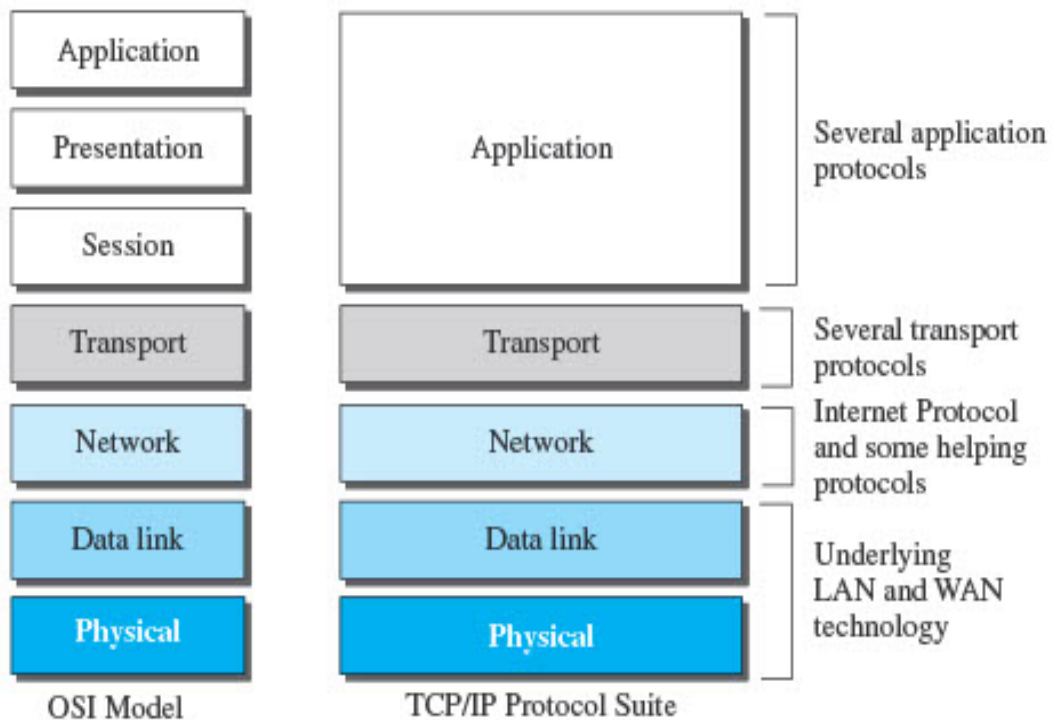 Application
Presentation
Session
Transport
Network
Data link
Physical
OSI Model
Application
Transport
Network
Data link
Physical
TCP/IP Protocol Suite
Several application
protocols
Several transport
protocols
Internet Protocol
and some helping
protocols
Underlying
LAN and WAN
technology